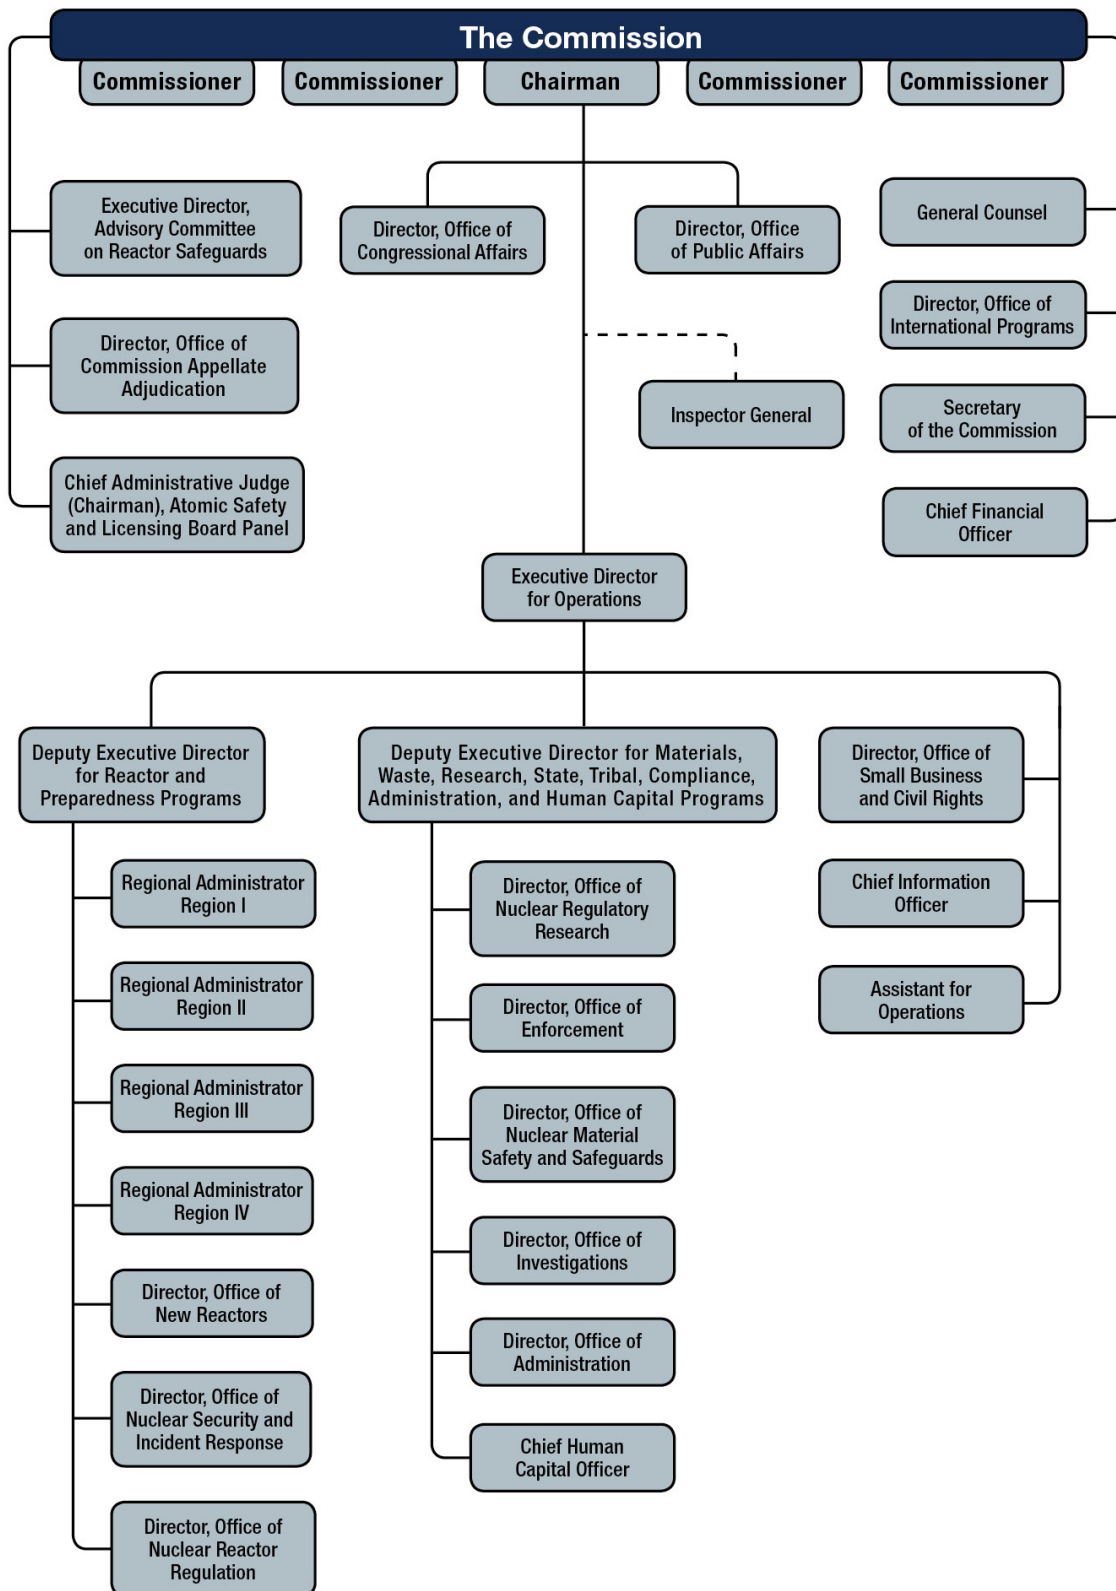 The Commission
Commissioner
Commissioner
Chairman
Commissioner
Commissioner
Executive Director,
Advisory Committee
on Reactor Safeguards
Director, Office of
Commission Appellate
Adjudication
Chief Administrative Judge
(Chairman), Atomic Safety
and Licensing Board Panel
Director, Office of
Congressional Affairs
Director, Office
of Public Affairs
Inspector General
General Counsel
Director, Office of
International Programs
Secretary
of the Commission
Chief Financial
Officer
Executive Director
for Operations
Deputy Executive Director
for Reactor and
Preparedness Programs
Regional Administrator
Region I
Regional Administrator
Region II
Regional Administrator
Region III
Regional Administrator
Region IV
Director, Office of
New Reactors
Director, Office of
Nuclear Security and
Incident Response
Director, Office of
Nuclear Reactor
Regulation
Deputy Executive Director for Materials,
Waste, Research, State, Tribal, Compliance,
Administration, and Human Capital Programs
Director, Office of
Nuclear Regulatory
Research
Director, Office of
Enforcement
Director, Office of
Nuclear Material
Safety and Safeguards
Director, Office of
Investigations
Director, Office of
Administration
Chief Human
Capital Officer
Director, Office of
Small Business
and Civil Rights
Chief Information
Officer
Assistant for
Operations